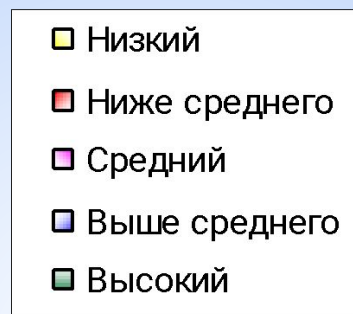 Низкий
Ниже среднего
Средний
Выше среднего
Высокий